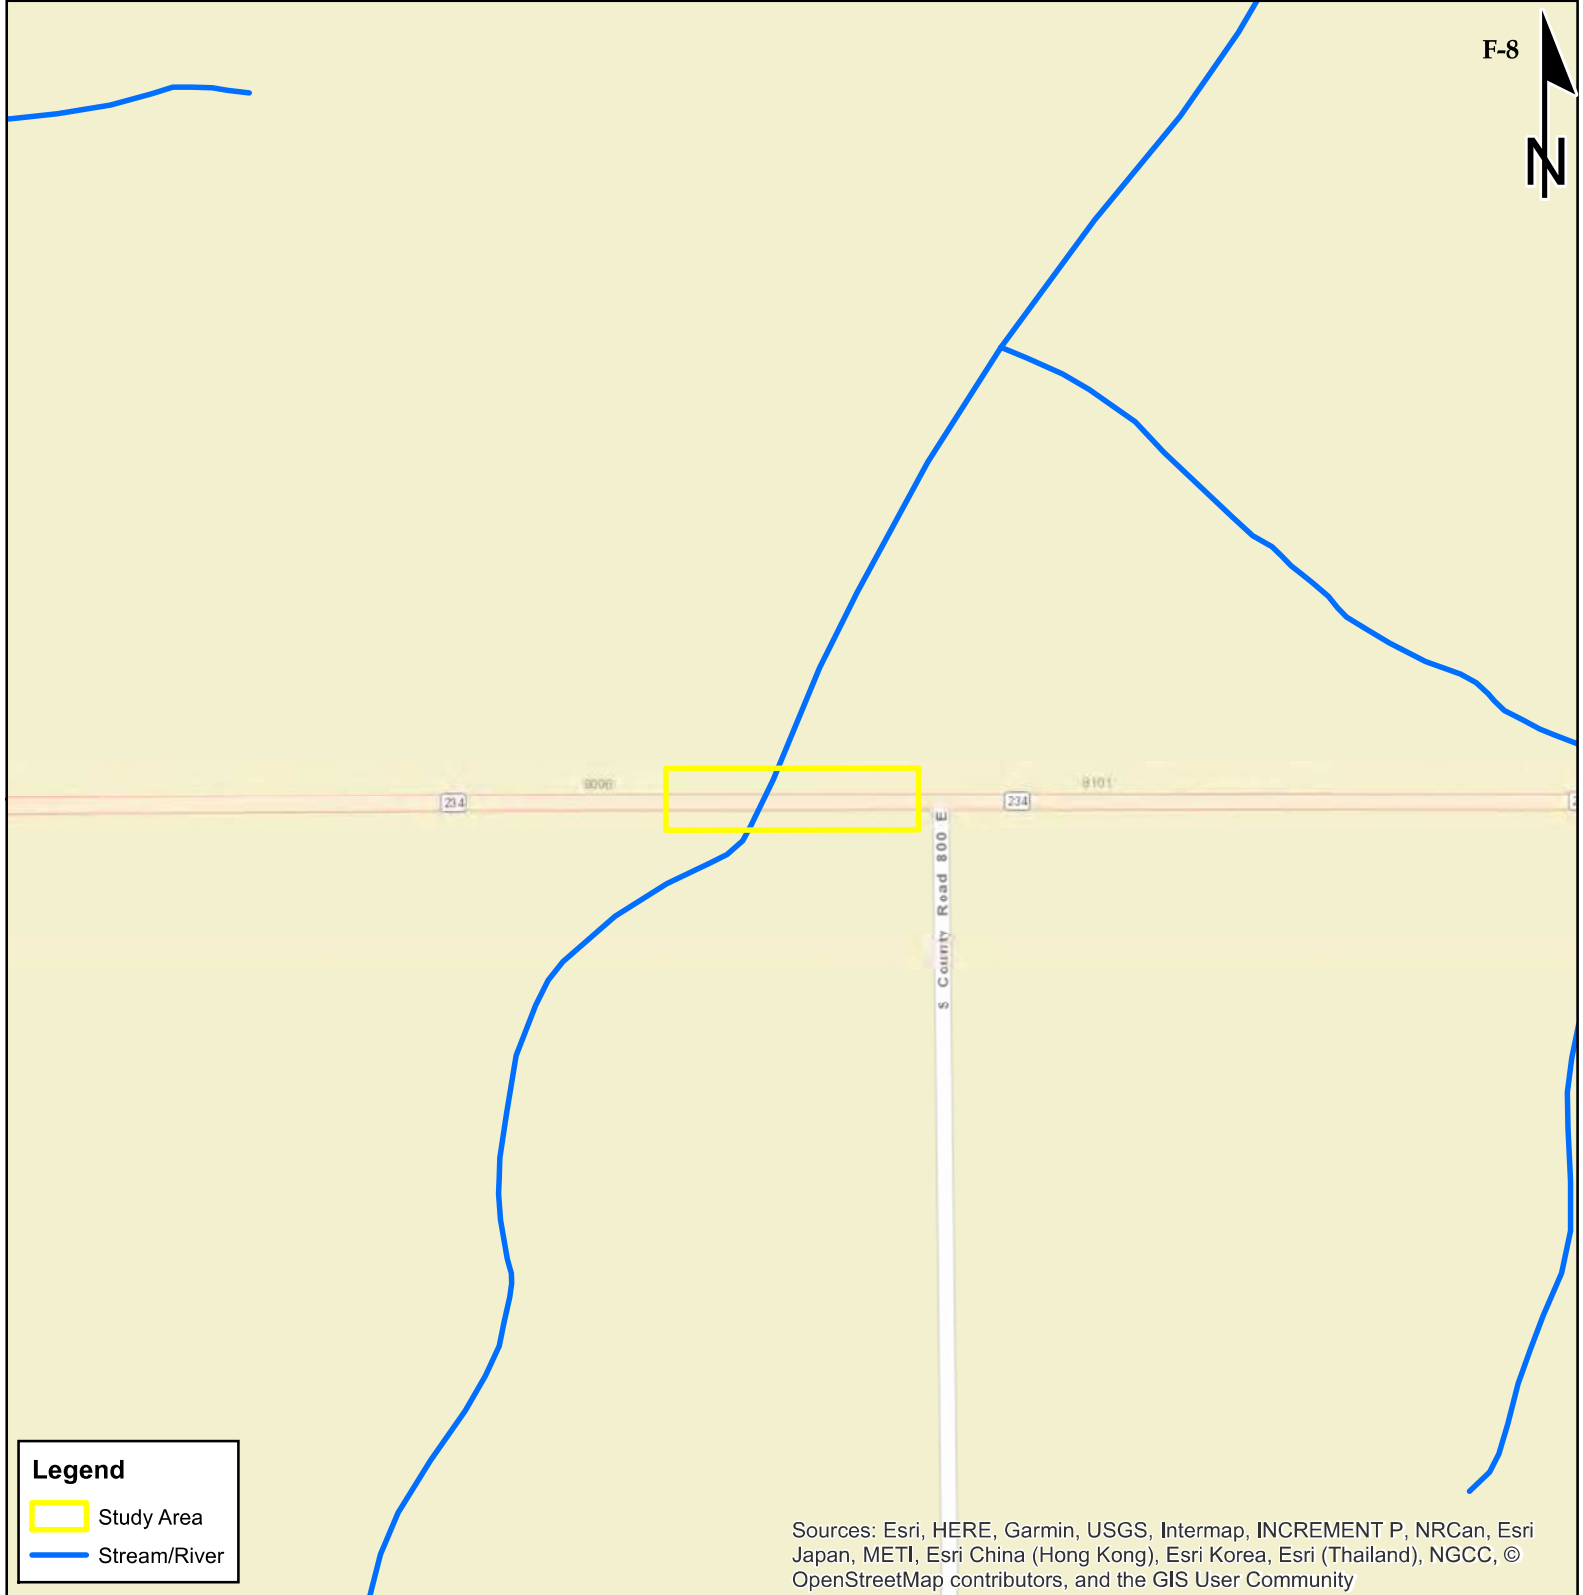 F-8
N
8101
234
234
S County Road 800 E
Legend
Study Area
Stream/River
Sources: Esri, HERE, Garmin, USGS, Intermap, INCREMENT P, NRCan, Esri
Japan, METI, Esri China (Hong Kong), Esri Korea, Esri (Thailand), NGCC, ©
OpenStreetMap contributors, and the GIS User Community